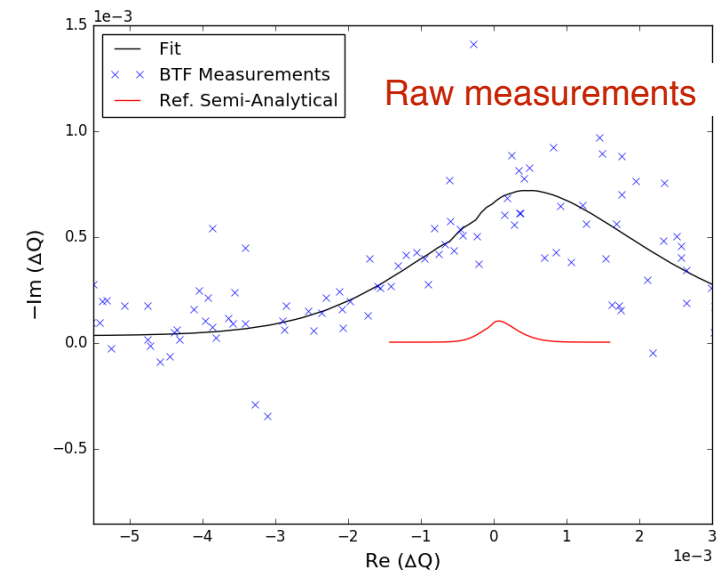 1e−3
1.5
Fit
BTF Measurements
Ref. Semi-Analytical
Raw measurements
1.0
0.5
0.0
−0.5
−Im (ΔQ)
−5 −4 −3 −2 −1 0 1 2 3
Re (ΔQ)
1e−3